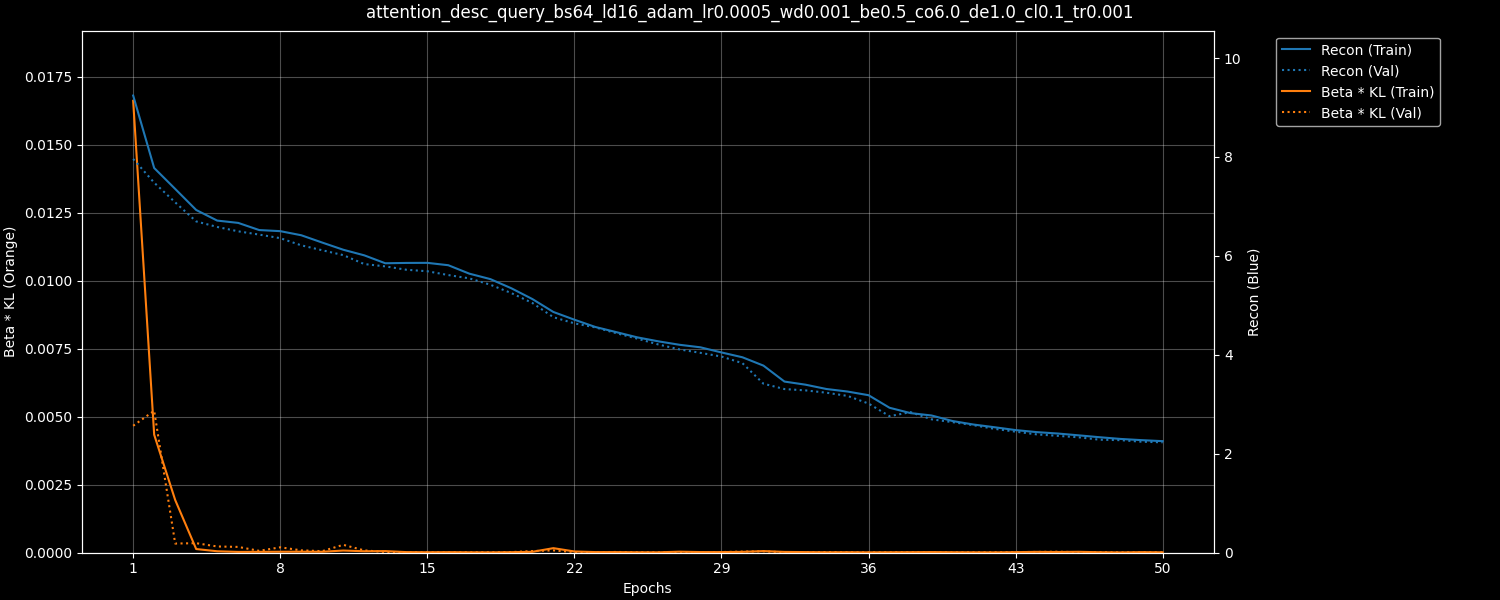 attention_desc_query_bs64_ld16_adam_lr0.0005_wd0.001_be0.5_co6.0_de1.0_cl0.1_tr0.001
Beta * KL (Orange)
0.0175
0.0150
0.0125
0.0100
0.0075
0.0050
0.0025
0.0000
1 8 15 22 29 36 43 50
Epochs
10
8
6
4
2
0
Recon (Blue)
Recon (Train)
Recon (Val)
Beta * KL (Train)
Beta * KL (Val)